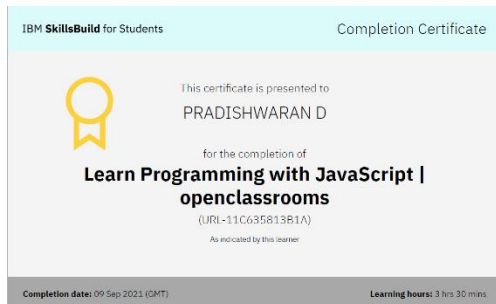 IBM SkillsBuild for Students
Completion Certificate
This certificate is presented to
PRADISHWARAN D
for the completion of
Learn Programming with JavaScript |
openclassrooms
(URL-11C635813B1A)
As indicated by this learner
Completion date: 09 Sep 2021 (GMT)
Learning hours: 3 hrs 30 mins